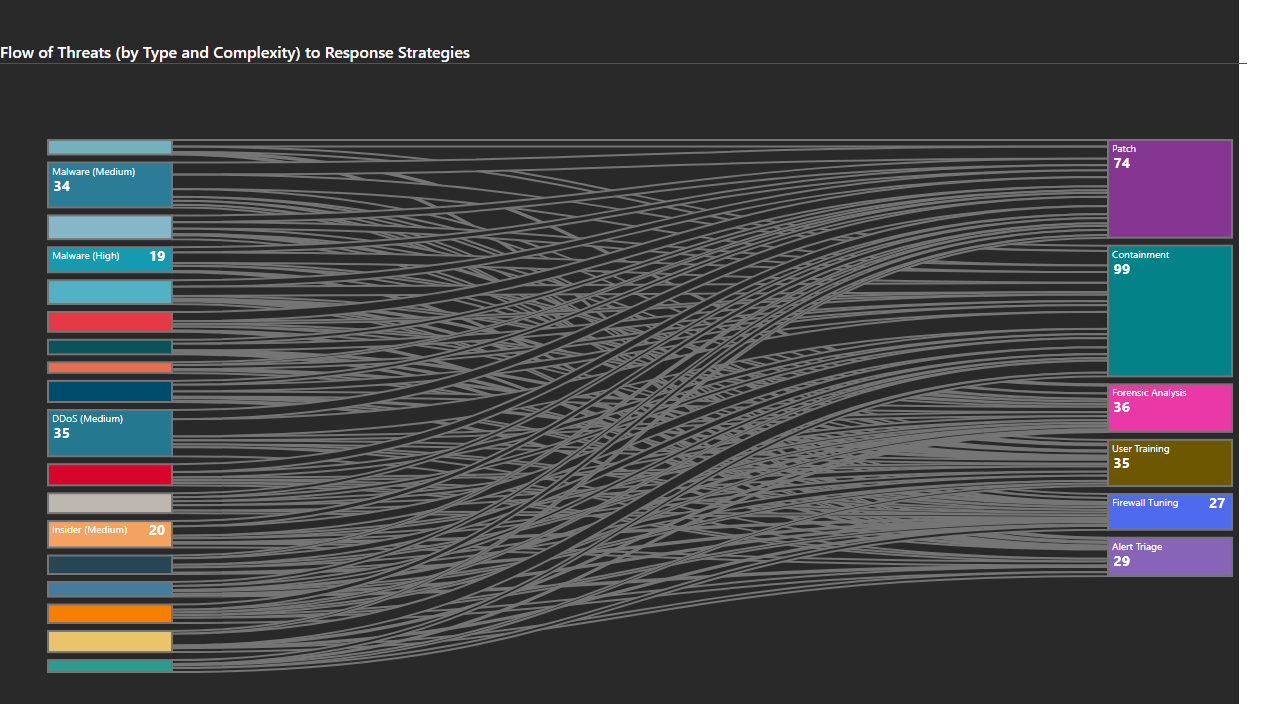 Flow of Threats (by Type and Complexity) to Response Strategies
Malware (Medium)
34
Malware (High) 19
DDoS (Medium)
35
Insider (Medium) 20
Patch
74
Containment
99
Forensic Analysis
36
User Training
35
Firewall Tuning 27
Alert Triage
29